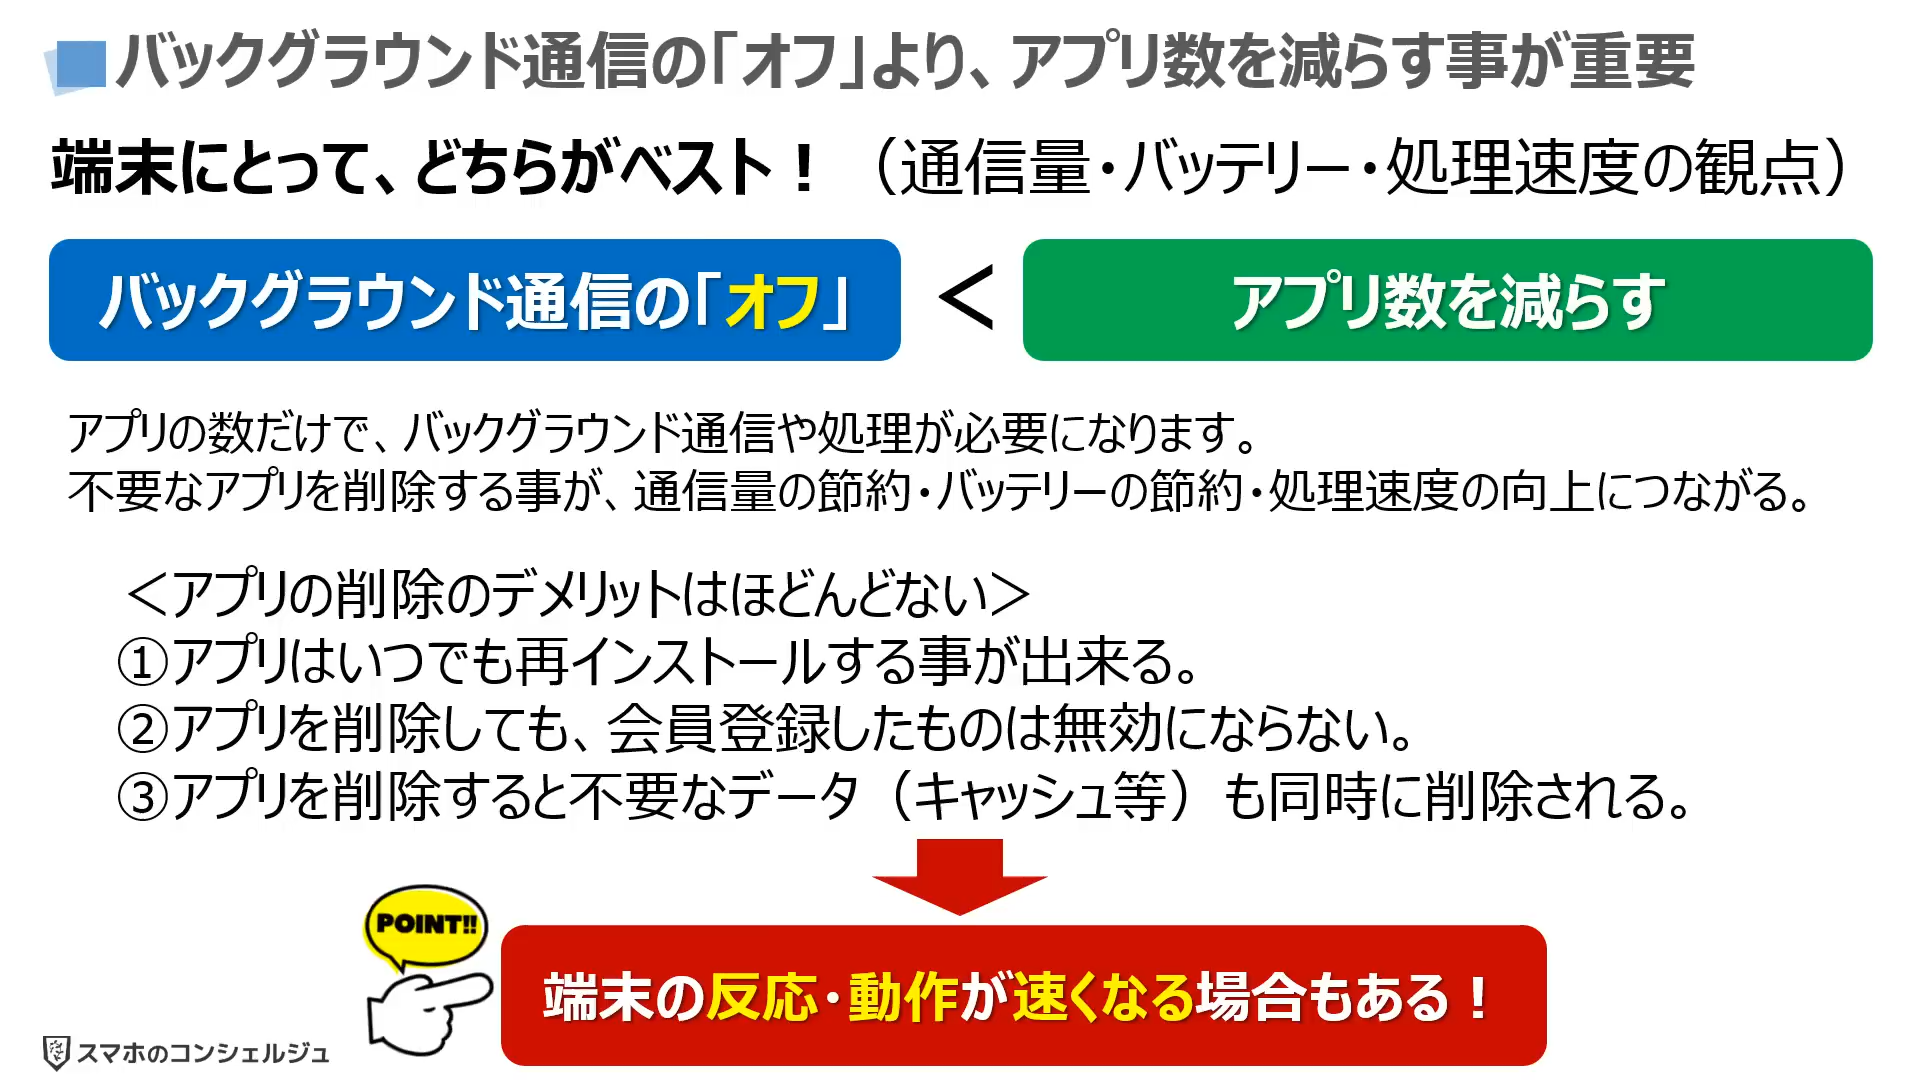 バックグラウンド通信の「オフ」より、アプリ数を減らす事が重要
端末にとって、どちらがベスト！（通信量・バッテリー・処理速度の観点）
バックグラウンド通信の「オフ」 ＜ アプリ数を減らす
アプリの数だけで、バックグラウンド通信や処理が必要になります。
不要なアプリを削除する事が、通信量の節約・バッテリーの節約・処理速度の向上につながる。
＜アプリの削除のデメリットはほどんどない＞
①アプリはいつでも再インストールする事が出来る。
②アプリを削除しても、会員登録したものは無効にならない。
③アプリを削除すると不要なデータ（キャッシュ等）も同時に削除される。
POINT!!
端末の反応・動作が速くなる場合もある！
スマホのコンシェルジュ